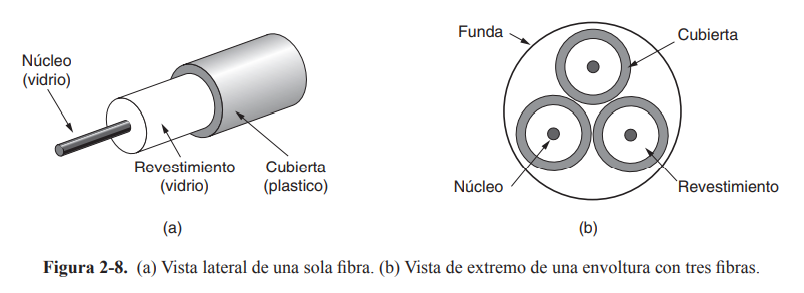 Núcleo
(vidrio)
Revestimiento
(vidrio)
Cubierta
(plastico)
(a)
Funda
Cubierta
Núcleo
Revestimiento
(b)
Figura 2-8. (a) Vista lateral de una sola fibra. (b) Vista de extremo de una envoltura con tres fibras.